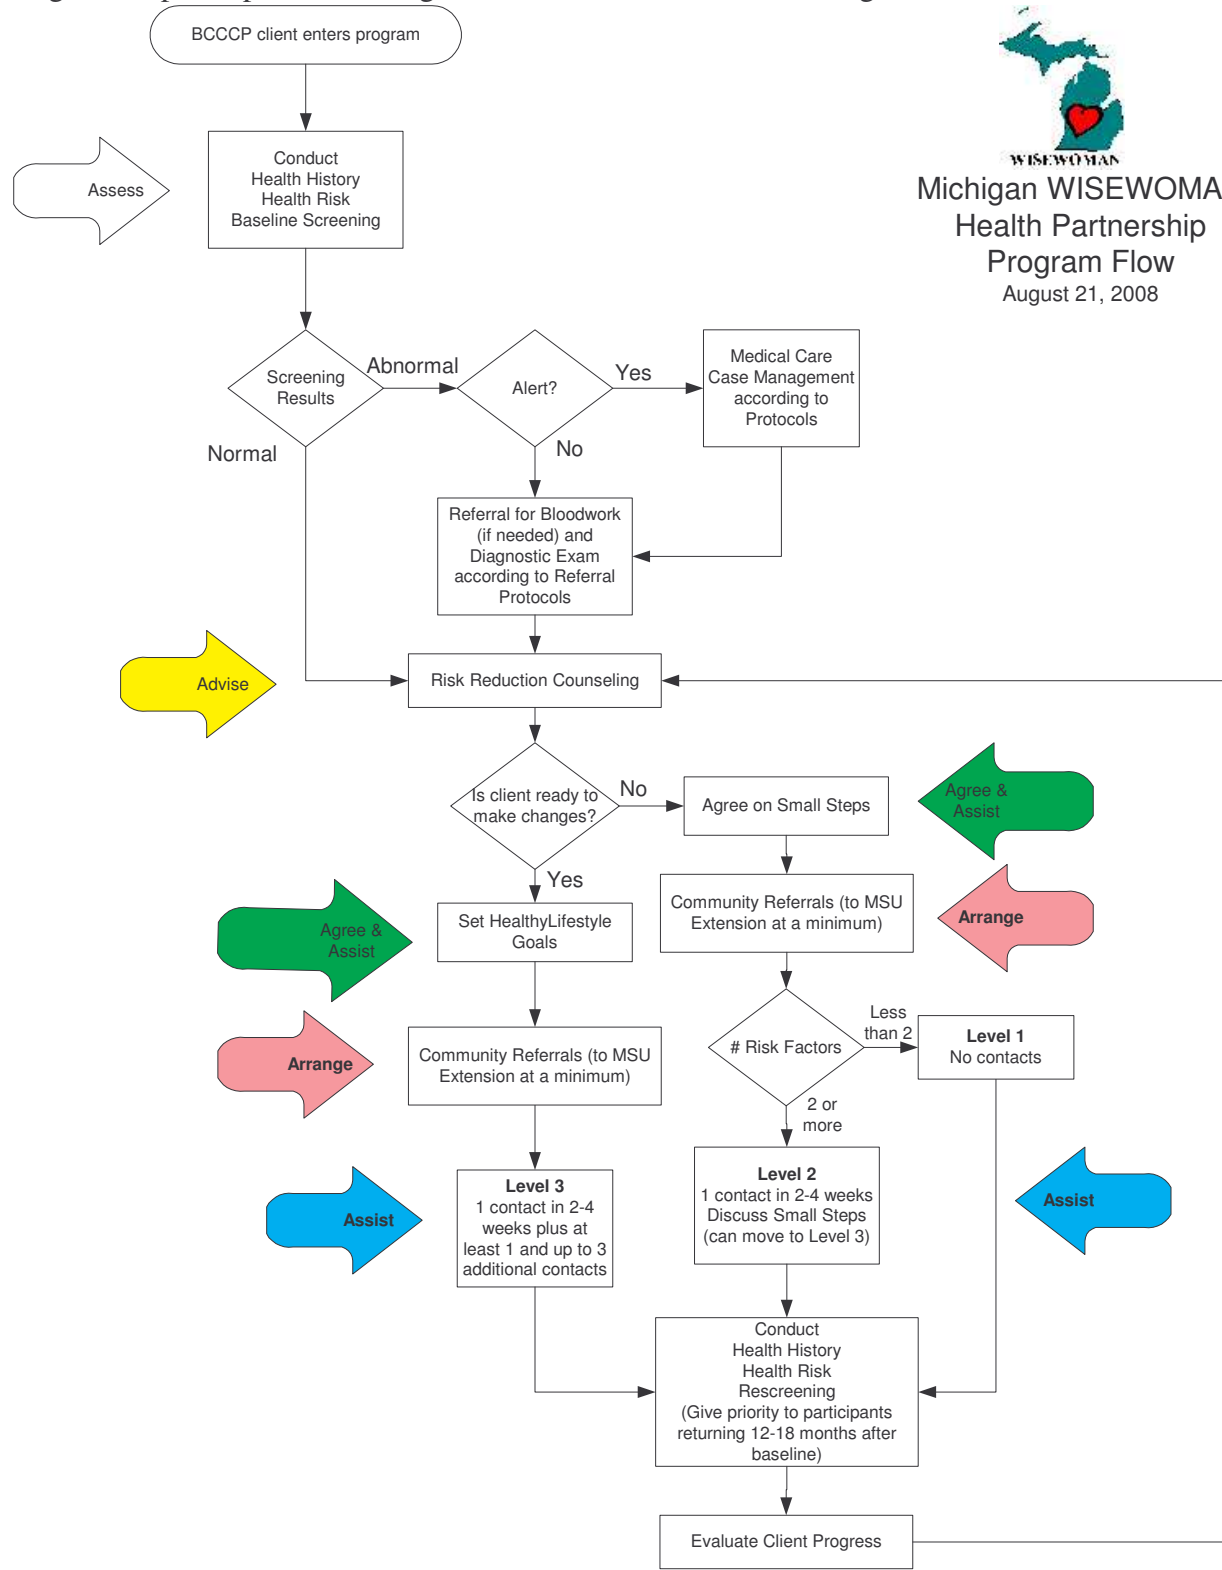 BCCCP client enters program
WISEWOMAN
Michigan WISEWOMA
Health Partnership
Program Flow
August 21, 2008
Assess
Conduct
Health History
Health Risk
Baseline Screening
Screening
Results
Abnormal
Normal
Alert?
Yes
No
Medical Care
Case Management
according to
Protocols
Referral for Bloodwork
(if needed) and
Diagnostic Exam
according to Referral
Protocols
Advise
Risk Reduction Counseling
Is client ready to
make changes?
No
Yes
Agree on Small Steps
Agree &
Assist
Community Referrals (to MSU
Extension at a minimum)
Arrange
Agree &
Assist
Set HealthyLifestyle
Goals
Arrange
Community Referrals (to MSU
Extension at a minimum)
# Risk Factors
Less
than 2
Level 1
No contacts
2 or
more
Assist
Level 3
1 contact in 2-4
weeks plus at
least 1 and up to 3
additional contacts
Level 2
1 contact in 2-4 weeks
Discuss Small Steps
(can move to Level 3)
Assist
Conduct
Health History
Health Risk
Rescreening
(Give priority to participants
returning 12-18 months after
baseline)
Evaluate Client Progress